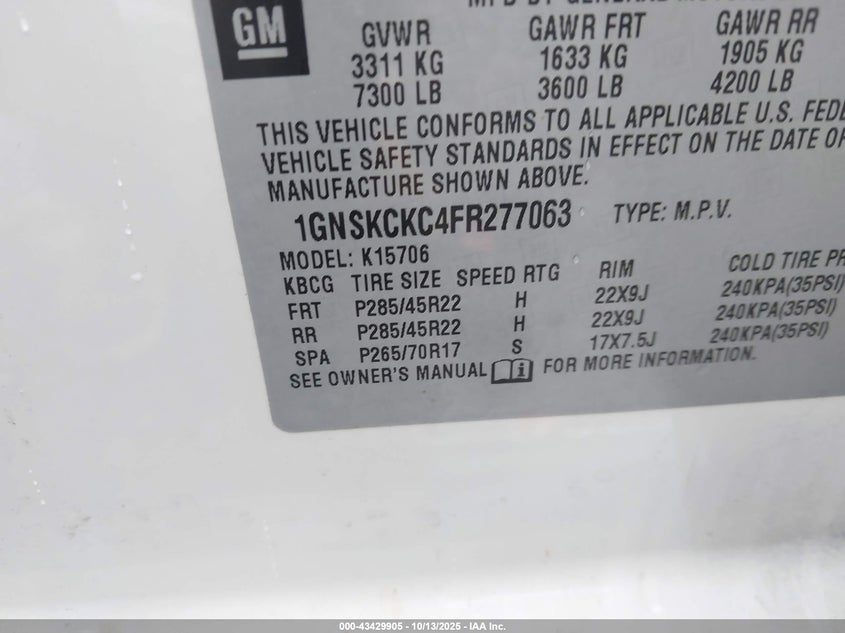 MFD BY GENERAL
GM
GVWR GAWR FRT GAWR RR
3311 KG 1633 KG 1905 KG
7300 LB 3600 LB 4200 LB
THIS VEHICLE CONFORMS TO ALL APPLICABLE U.S.
VEHICLE SAFETY STANDARDS IN EFFECT ON THE DATE OF
MANUFACTURE SHOWN ABOVE.
1GNSKCKC4FR277063 TYPE: M.P.V.
MODEL: K15706
KBCG TIRE SIZE SPEED RTG RIM COLD TIRE
FRT P285/45R22 H 22X9J 240KPA(35PSI)
RR P285/45R22 H 22X9J 240KPA(35PSI)
SPA P265/70R17 S 17X7.5J 240KPA(35PSI)
SEE OWNER'S MANUAL i FOR MORE INFORMATION.
000-43429905 - 10/13/2025 - IAA Inc.